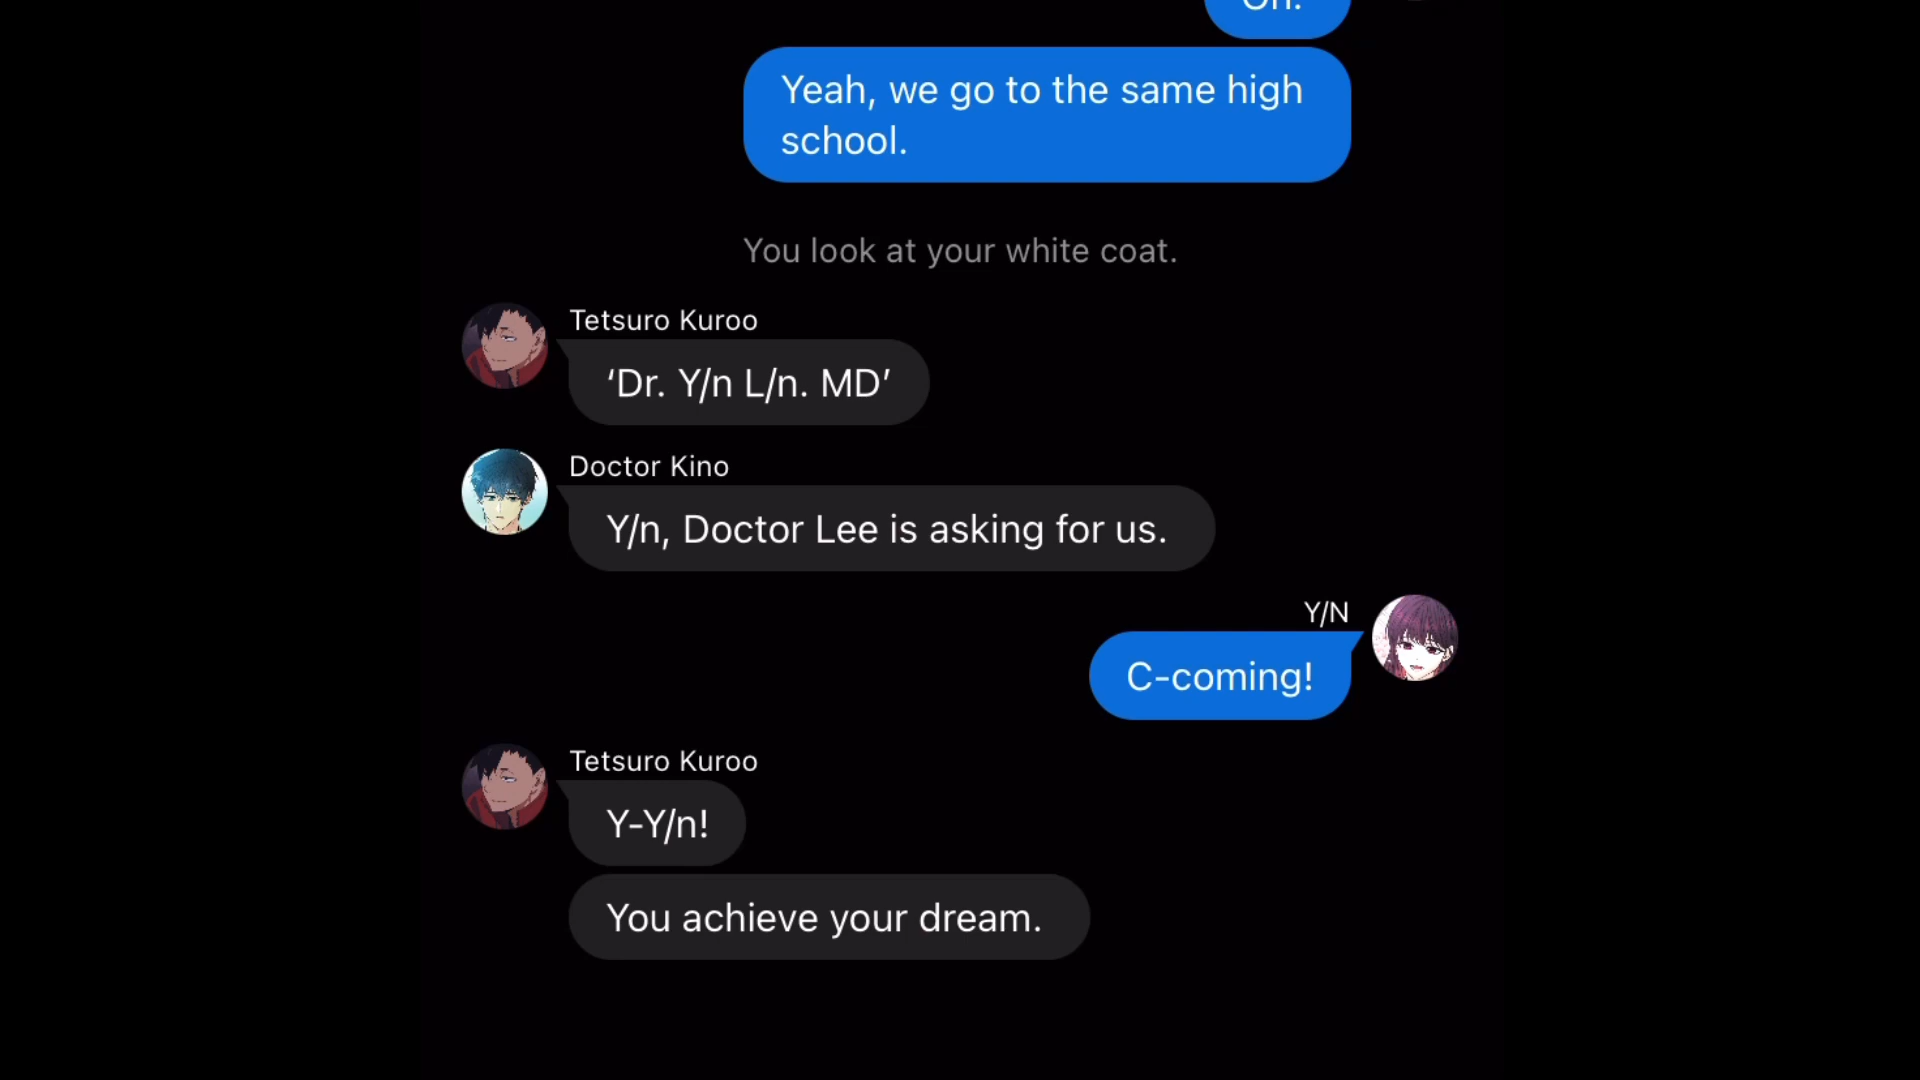 Oh.
Yeah, we go to the same high
school.
You look at your white coat.
Tetsuro Kuroo
‘Dr. Y/n L/n. MD’
Doctor Kino
Y/n, Doctor Lee is asking for us.
Y/N
C-coming!
Tetsuro Kuroo
Y-Y/n!
You achieve your dream.